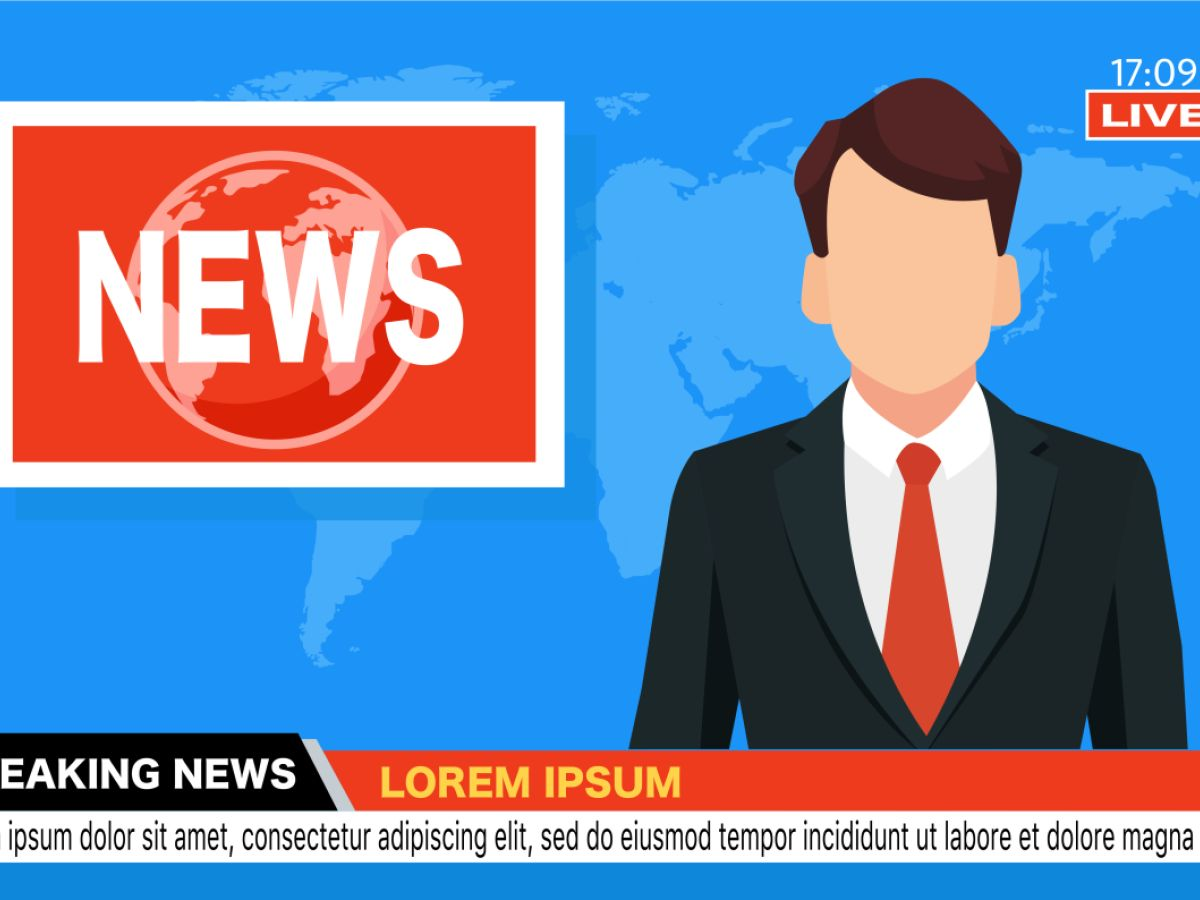 17:09
LIVE
NEWS
EAKING NEWS
LOREM IPSUM
ipsum dolor sit amet, consectetur adipiscing elit, sed do eiusmod tempor incididunt ut labore et dolore magna